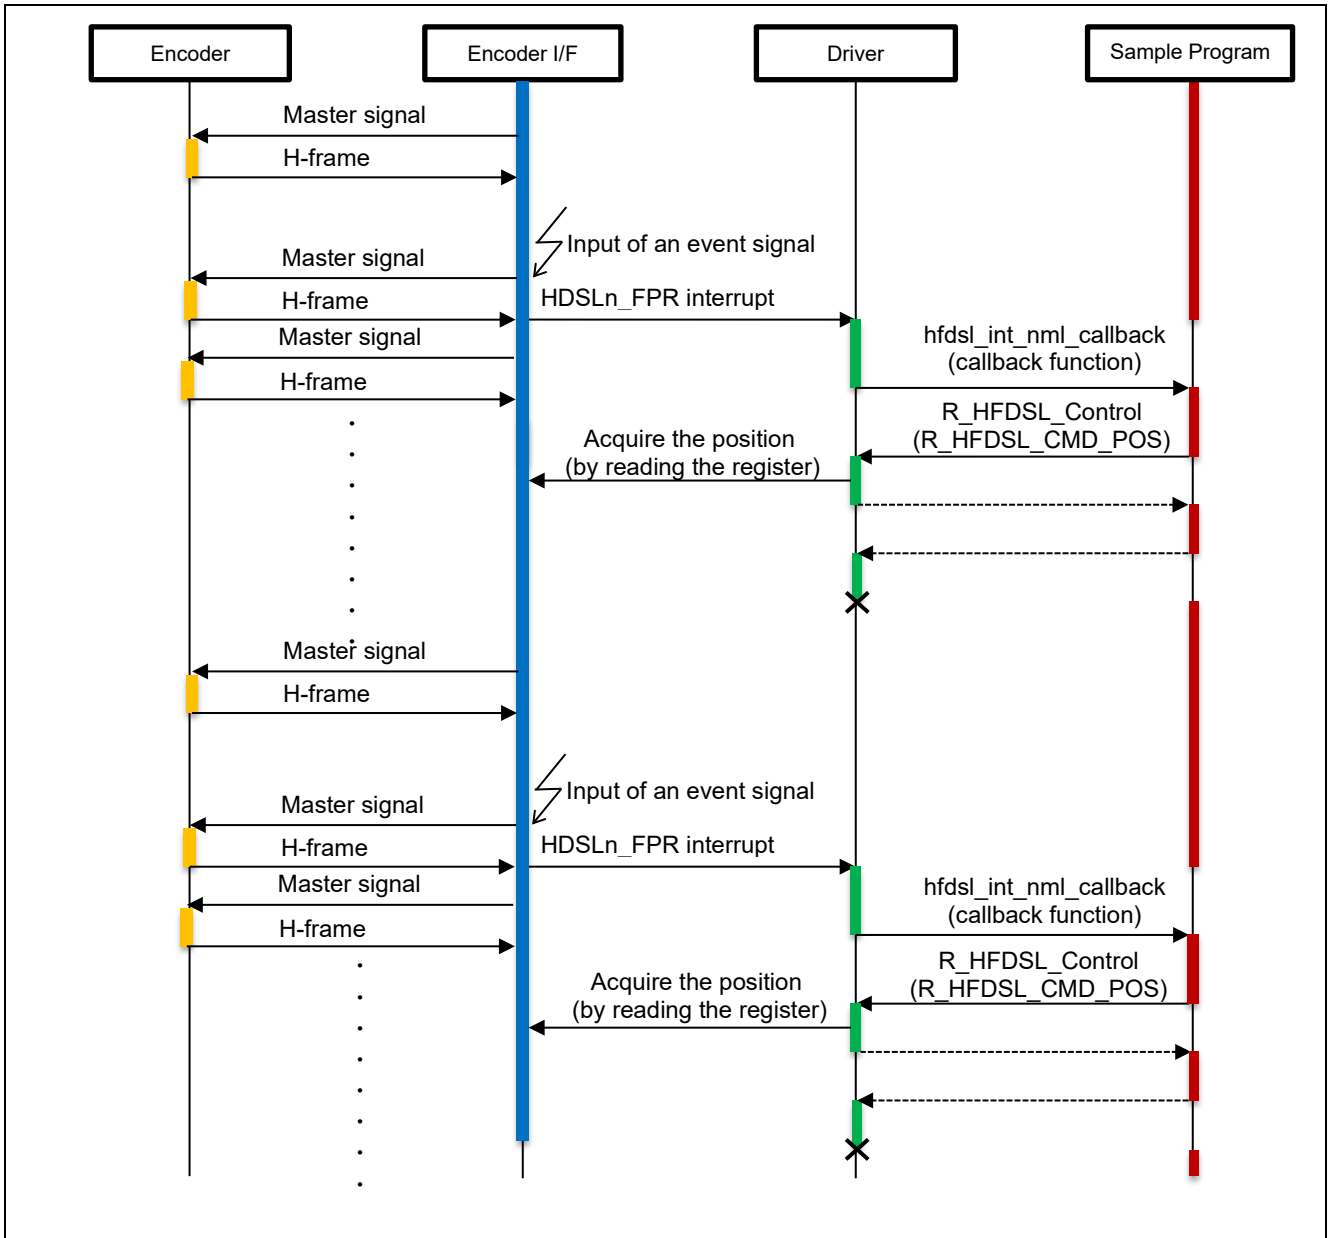 Encoder
Encoder I/F
Driver
Sample Program
Master signal
H-frame
Input of an event signal
Master signal
HDSLn_FPR interrupt
H-frame
Master signal
hfdsl_int_nml_callback
(callback function)
H-frame
R_HFDSL_Control
(R_HFDSL_CMD_POS)
Acquire the position
(by reading the register)
Master signal
H-frame
Input of an event signal
Master signal
HDSLn_FPR interrupt
H-frame
Master signal
hfdsl_int_nml_callback
(callback function)
H-frame
R_HFDSL_Control
(R_HFDSL_CMD_POS)
Acquire the position
(by reading the register)